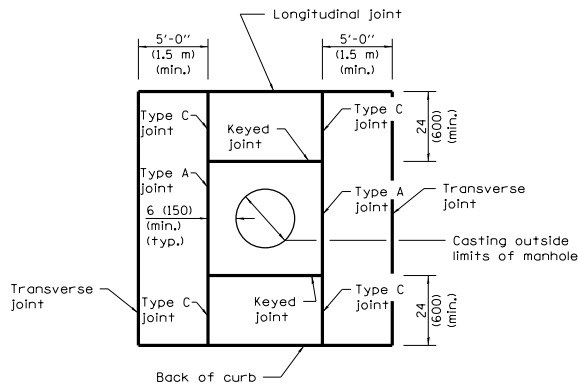 Longitudinal joint
5'-0"
(1.5 m)
(min.)
5'-0"
(1.5 m)
(min.)
Type C
joint
Type C
joint
Keyed
joint
24
(600)
(min.)
Type A
joint
Type A
joint
Transverse
joint
6 (150)
(min.)
(typ.)
Casting outside
limits of manhole
Transverse
joint
Type C
joint
Keyed
joint
Type C
joint
24
(600)
(min.)
Back of curb